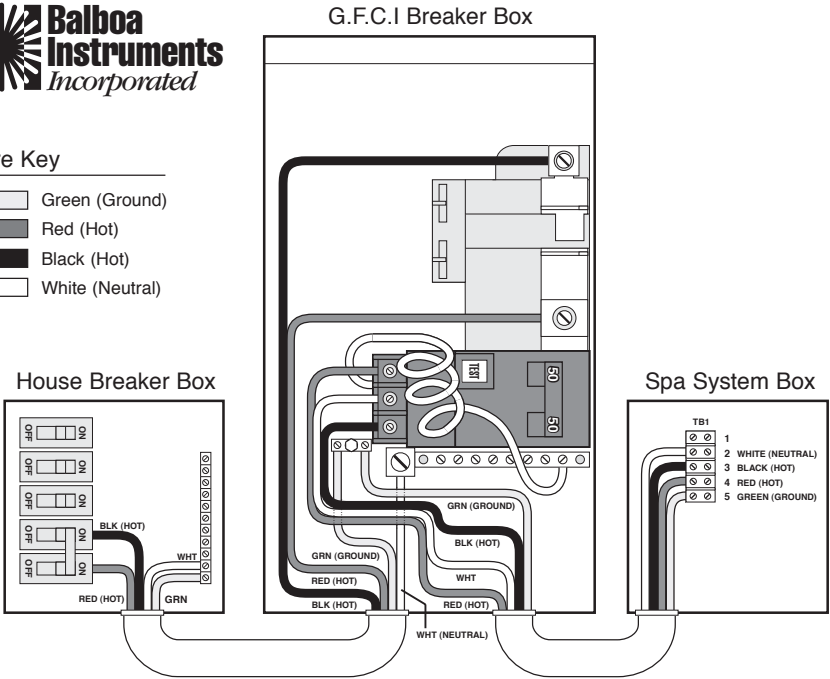 G.F.C.I Breaker Box
Balboa
Instruments
Incorporated
e Key
Green (Ground)
Red (Hot)
Black (Hot)
White (Neutral)
House Breaker Box
Spa System Box
TEST
50
50
TB1
1
2 WHITE (NEUTRAL)
3 BLACK (HOT)
4 RED (HOT)
5 GREEN (GROUND)
OFF ON
OFF ON
OFF ON
OFF ON
OFF ON
BLK (HOT)
WHT
RED (HOT)
GRN
GRN (GROUND)
BLK (HOT)
GRN (GROUND)
RED (HOT)
WHT
BLK (HOT)
RED (HOT)
WHT (NEUTRAL)